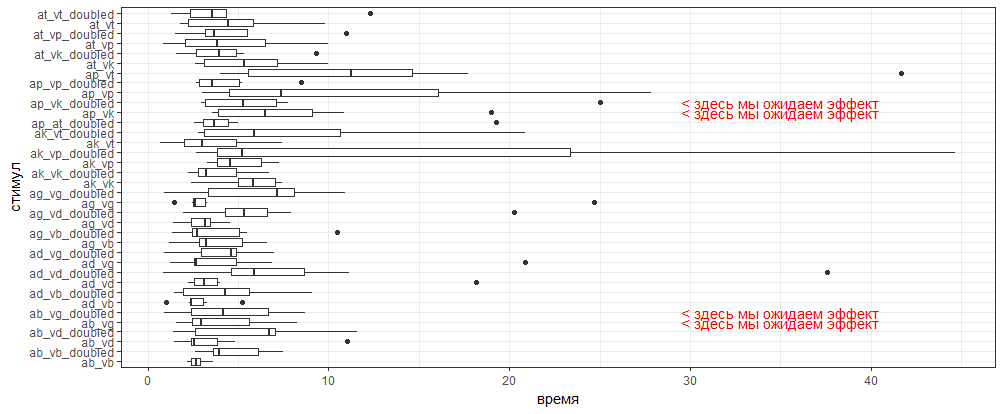 at_vt_doubled
at_vt
at_vp_doubled
at_vp
at_vk_doubled
at_vk
ap_vt
ap_vp_doubled
ap_vp
ap_vk_doubled
< здесь мы ожидаем эффект
ap_vk
< здесь мы ожидаем эффект
ap_at_doubled
ak_vt_doubled
ak_vt
ak_vp_doubled
ak_vp
ak_vk_doubled
ak_vk
ag_vg_doubled
ag_vg
ag_vd_doubled
ag_vd
ag_vb_doubled
ag_vb
ad_vg_doubled
ad_vg
ad_vd_doubled
ad_vd
ad_vb_doubled
ad_vb
ab_vg_doubled
< здесь мы ожидаем эффект
ab_vg
< здесь мы ожидаем эффект
ab_vd_doubled
ab_vd
ab_vb_doubled
ab_vb
стимул
0 10 20 30 40
время